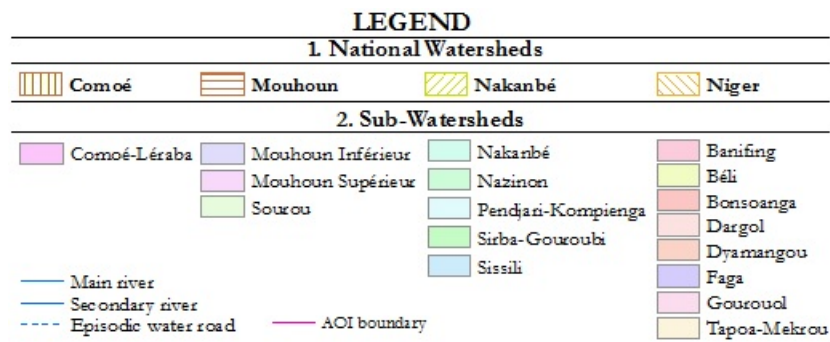 LEGEND
1. National Watersheds
Comoé Mouhoun Nakanbé Niger
2. Sub-Watersheds
Comoé-Léraba
Mouhoun Inférieur
Mouhoun Supérieur
Sourou
Nakanbé
Nazinon
Pendjari-Kompienga
Sirba-Gouroubi
Sissili
Banifing
Béli
Bonsoanga
Dargol
Dyamangou
Faga
Gourouol
Tapoa-Mekrou
Main river
Secondary river
Episodic water road
AOI boundary